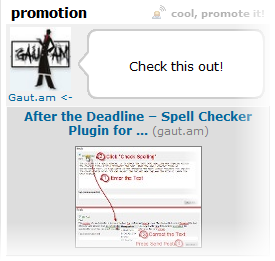 promotion
cool, promote it!
GAUT.AM
Check this out!
Gaut.am <-
After the Deadline – Spell Checker
Plugin for ... (gaut.am)
Click 'Check Spelling'
Enter the Text
Correct the Text
Press Send Post